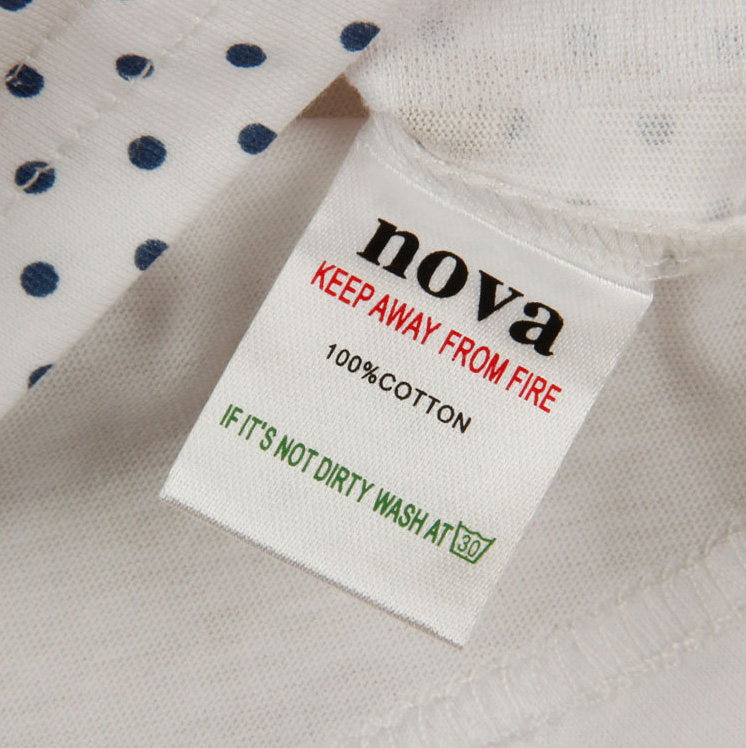 nova
KEEP AWAY FROM FIRE
100%COTTON
IF IT'S NOT DIRTY WASH AT 30